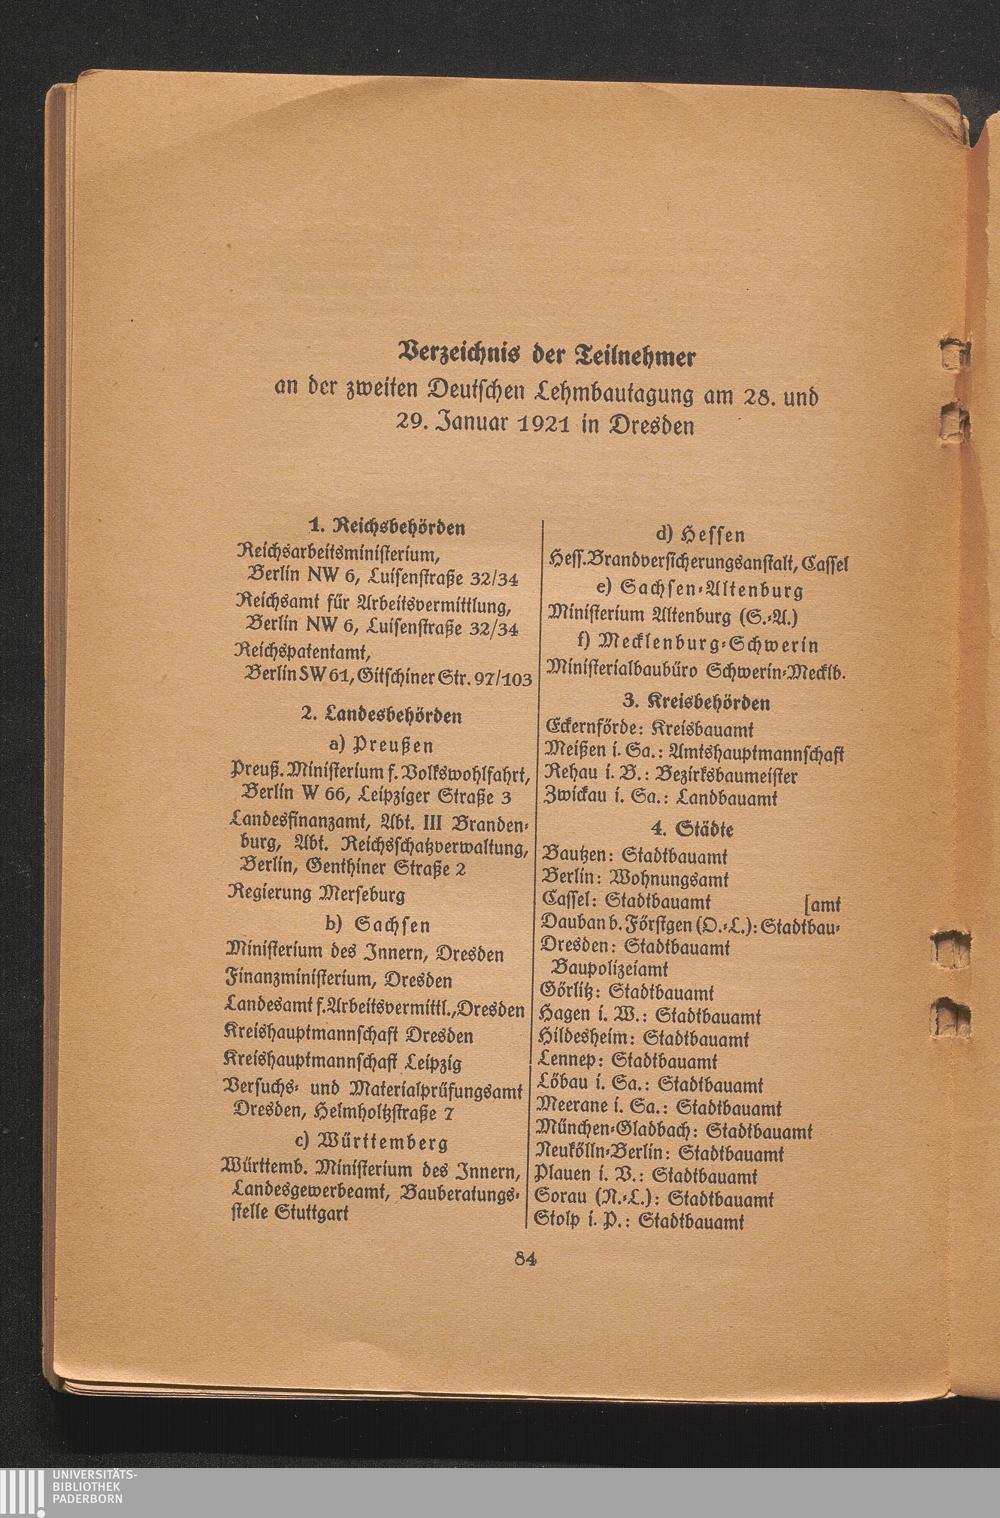 Verzeichnis der Teilnehmer
an der zweiten Deutschen Lehmbautagung am 28. und
29. Januar 1921 in Dresden
1. Reichsbehörden
Reichsarbeitsministerium,
Berlin NW 6, Luisenstraße 32/34
Reichsamt für Arbeitsvermittlung,
Berlin NW 6, Luisenstraße 32/34
Reichspatentamt,
Berlin SW 61, Gitschiner Str. 97/103
2. Landesbehörden
a) Preußen
Preuß. Ministerium f. Volkswohlfahrt,
Berlin W 66, Leipziger Straße 3
Landesfinanzamt, Abt. III Branden-
burg, Abt. Reichsschatzverwaltung,
Berlin, Genthiner Straße 2
Regierung Merseburg
b) Sachsen
Ministerium des Innern, Dresden
Finanzministerium, Dresden
Landesamt f. Arbeitsvermittl., Dresden
Kreishauptmannschaft Dresden
Kreishauptmannschaft Leipzig
Versuchs- und Materialprüfungsamt
Dresden, Helmholtzstraße 7
c) Württemberg
Württemb. Ministerium des Innern,
Landesgewerbeamt, Bauberatungs-
stelle Stuttgart
d) Hessen
Hess. Brandversicherungsanstalt, Cassel
e) Sachsen-Altenburg
Ministerium Altenburg (S.-A.)
f) Mecklenburg-Schwerin
Ministerialbaubüro Schwerin-Mecklb.
3. Kreisbehörden
Eckernförde: Kreisbauamt
Meißen i. Sa.: Amtshauptmannschaft
Rehau i. B.: Bezirksbaumeister
Zwickau i. Sa.: Landbauamt
4. Städte
Bautzen: Stadtbauamt
Berlin: Wohnungsamt
Cassel: Stadtbauamt [amt
Dauban b. Förstgen (O.-L.): Stadtbau-
Dresden: Stadtbauamt
Baupolizeiamt
Görlitz: Stadtbauamt
Hagen i. W.: Stadtbauamt
Hildesheim: Stadtbauamt
Lennep: Stadtbauamt
Löbau i. Sa.: Stadtbauamt
Meerane i. Sa.: Stadtbauamt
München-Gladbach: Stadtbauamt
Neukölln-Berlin: Stadtbauamt
Plauen i. V.: Stadtbauamt
Sorau (N.-L.): Stadtbauamt
Stolp i. P.: Stadtbauamt
84
UNIVERSITÄTS-
BIBLIOTHEK
PADERBORN